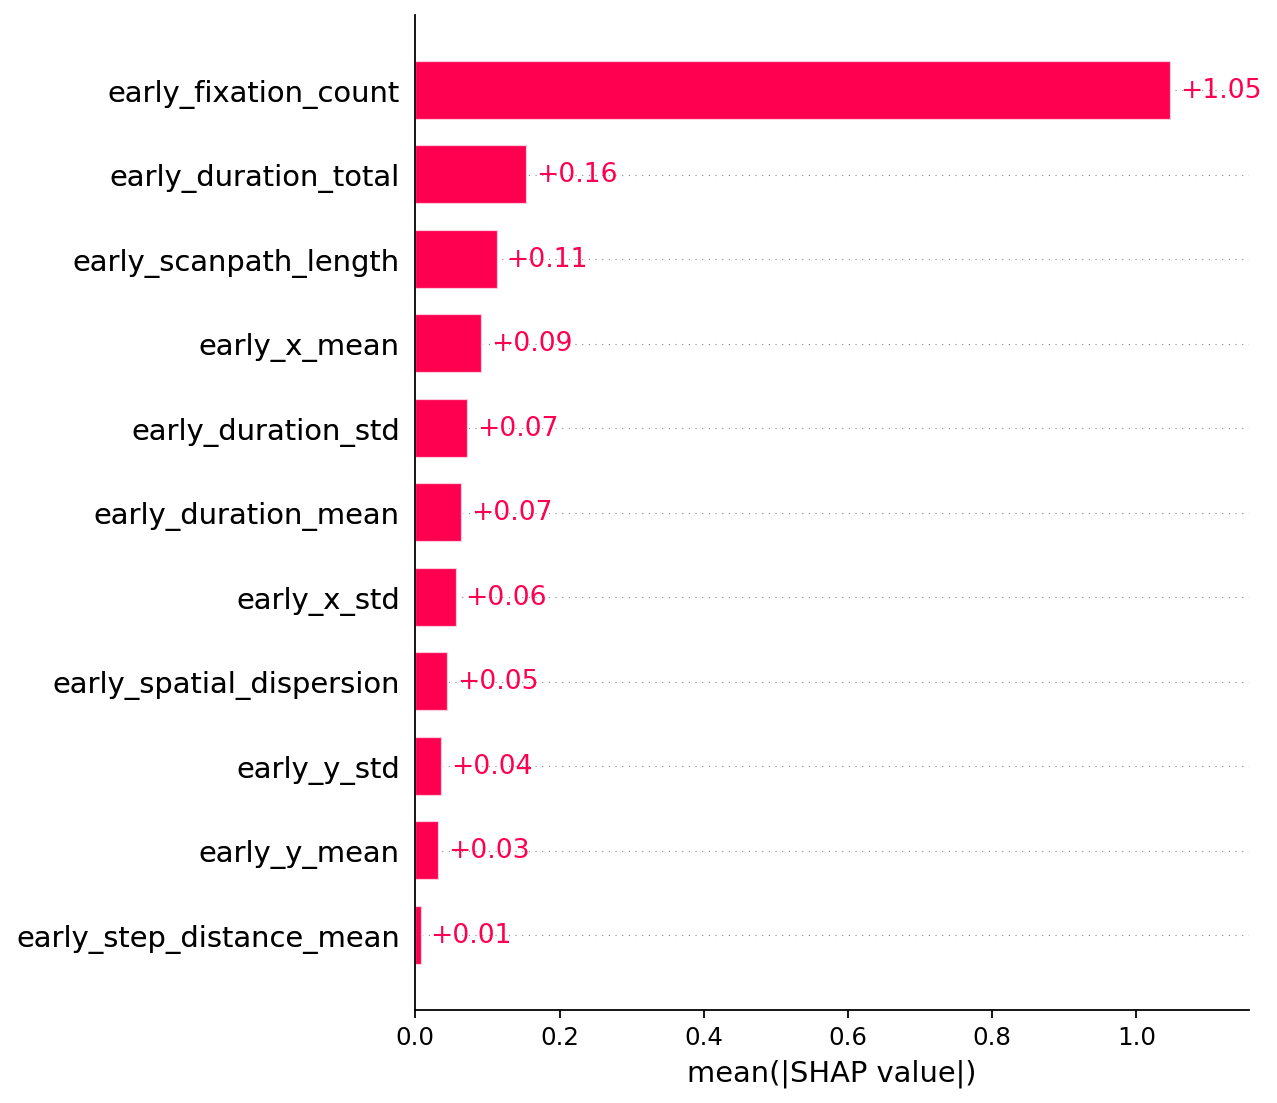 early_fixation_count +1.05
early_duration_total +0.16
early_scanpath_length +0.11
early_x_mean +0.09
early_duration_std +0.07
early_duration_mean +0.07
early_x_std +0.06
early_spatial_dispersion +0.05
early_y_std +0.04
early_y_mean +0.03
early_step_distance_mean +0.01
0.0 0.2 0.4 0.6 0.8 1.0
mean(|SHAP value|)